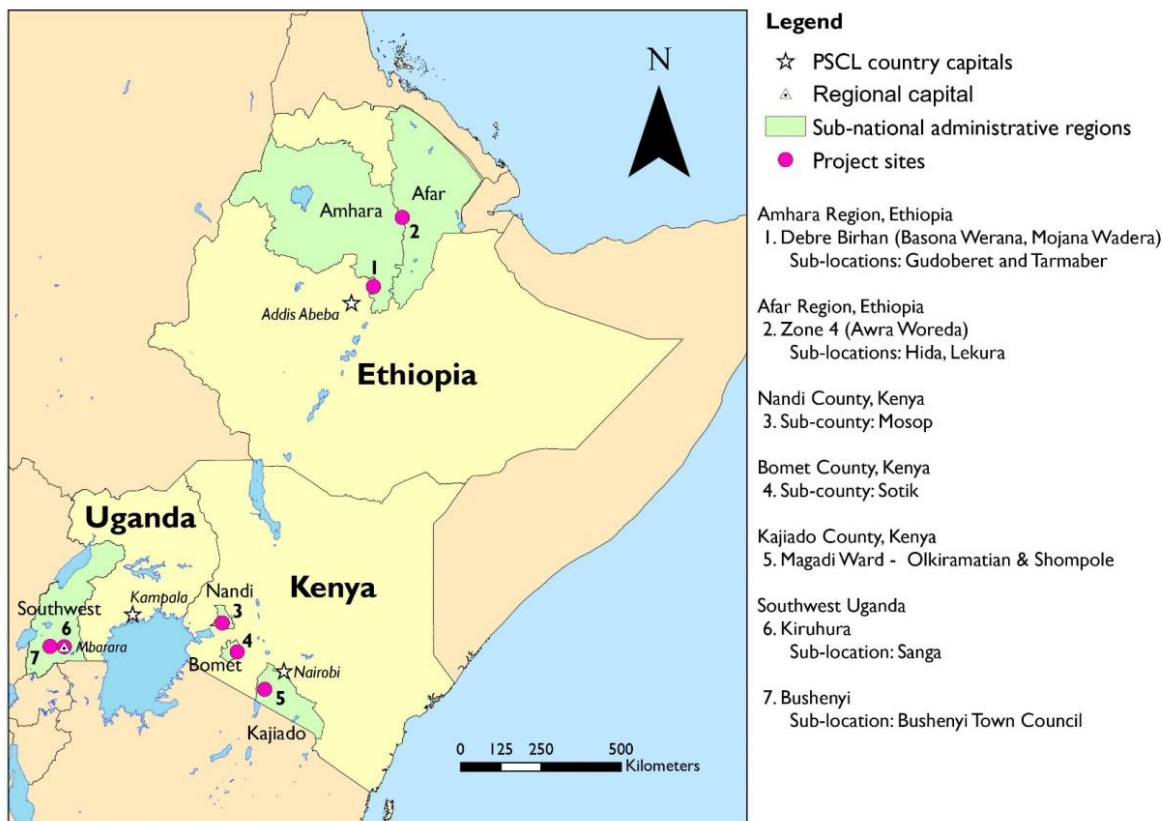 N
Amhara
Afar
2
1
Addis Abeba
Ethiopia
Uganda
Kenya
Kampala
Nandi
3
Southwest
6
7
Mbarara
4
Bomet
Nairobi
5
Kajiado
0 125 250 500
Kilometers
Legend
PSCL country capitals
Regional capital
Sub-national administrative regions
Project sites
Amhara Region, Ethiopia
1. Debre Birhan (Basona Werana, Mojana Wadera)
Sub-locations: Gudoberet and Tarmaber
Afar Region, Ethiopia
2. Zone 4 (Awra Woreda)
Sub-locations: Hida, Lekura
Nandi County, Kenya
3. Sub-county: Mosop
Bomet County, Kenya
4. Sub-county: Sotik
Kajiado County, Kenya
5. Magadi Ward - Olkiramatian & Shompole
Southwest Uganda
6. Kiruhura
Sub-location: Sanga
7. Bushenyi
Sub-location: Bushenyi Town Council